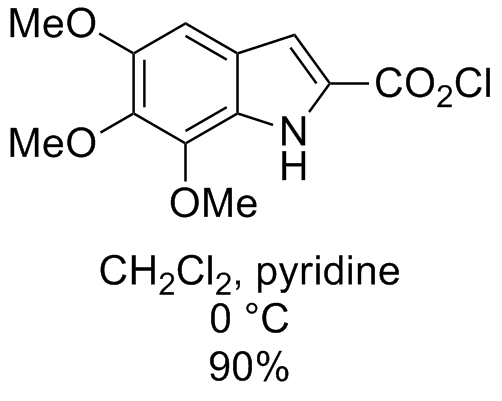 MeO
MeO
OMe
N
H
CO₂Cl
CH₂Cl₂, pyridine
0 °C
90%